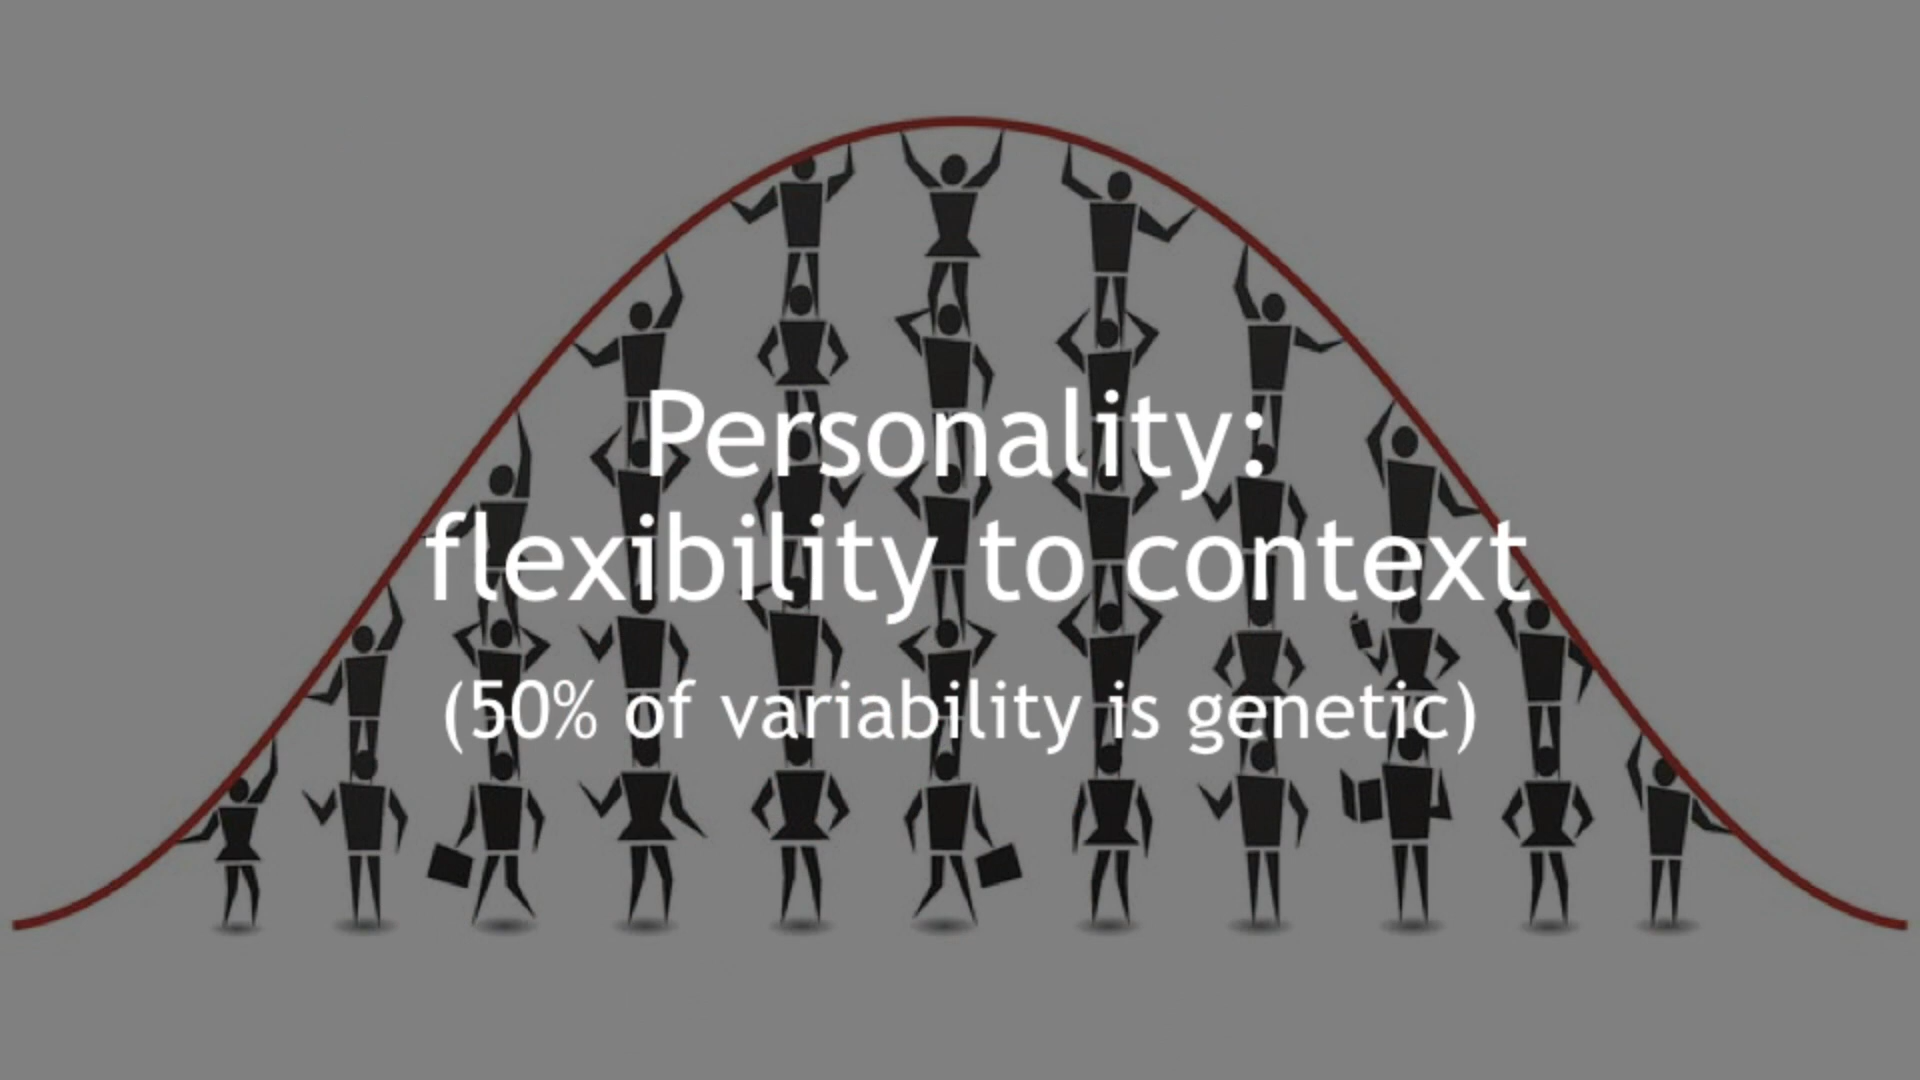 Personality:
flexibility to context
(50% of variability is genetic)